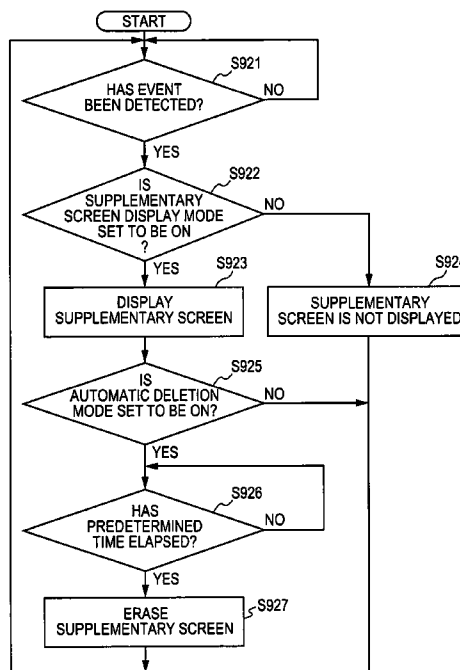 START
S921
HAS EVENT
BEEN DETECTED?
NO
YES
S922
IS
SUPPLEMENTARY
SCREEN DISPLAY MODE
SET TO BE ON
?
NO
YES
S923
DISPLAY
SUPPLEMENTARY SCREEN
S924
SUPPLEMENTARY
SCREEN IS NOT DISPLAYED
S925
IS
AUTOMATIC DELETION
MODE SET TO BE ON?
NO
YES
S926
HAS
PREDETERMINED
TIME ELAPSED?
NO
YES
S927
ERASE
SUPPLEMENTARY SCREEN